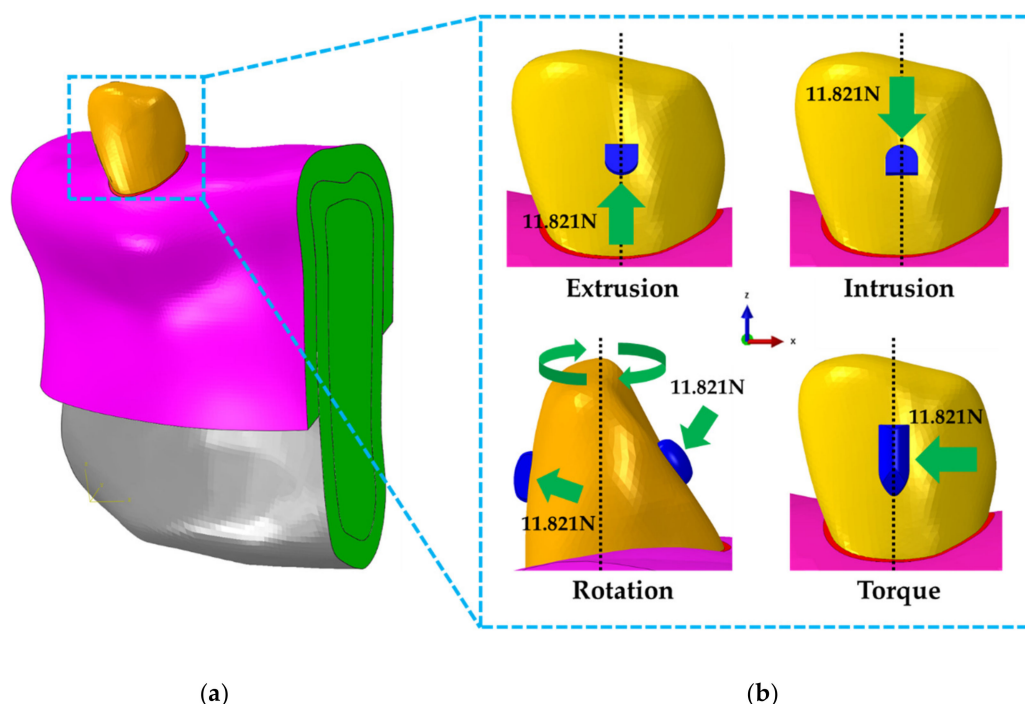 11.821N
11.821N
Extrusion
Intrusion
z
x
11.821N
11.821N
11.821N
Rotation
Torque
(a)
(b)